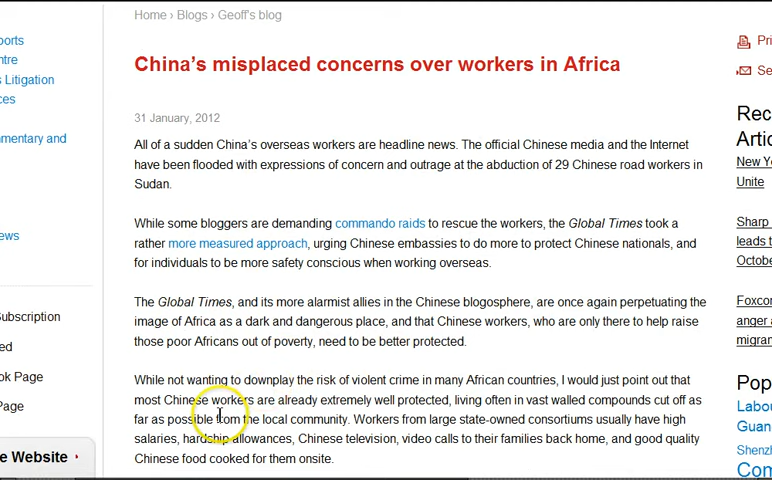 Home › Blogs › Geoff's blog
China's misplaced concerns over workers in Africa
31 January, 2012
All of a sudden China's overseas workers are headline news. The official Chinese media and the Internet
have been flooded with expressions of concern and outrage at the abduction of 29 Chinese road workers in
Sudan.
While some bloggers are demanding commando raids to rescue the workers, the Global Times took a
rather more measured approach, urging Chinese embassies to do more to protect Chinese nationals, and
for individuals to be more safety conscious when working overseas.
The Global Times, and its more alarmist allies in the Chinese blogosphere, are once again perpetuating the
image of Africa as a dark and dangerous place, and that Chinese workers, who are only there to help raise
those poor Africans out of poverty, need to be better protected.
While not wanting to downplay the risk of violent crime in many African countries, I would just point out that
most Chinese workers are already extremely well protected, living often in vast walled compounds cut off as
far as possible from the local community. Workers from large state-owned consortiums usually have high
salaries, hardship allowances, Chinese television, video calls to their families back home, and good quality
Chinese food cooked for them onsite.
ports
ntre
s Litigation
ces
mmentary and
ews
Subscription
ed
ok Page
Page
e Website
Pri
Se
Rec
Artic
New Yo
Unite
Sharp
leads t
Octobe
Foxcor
anger a
migran
Pop
Labou
Guan
Shenz
Com